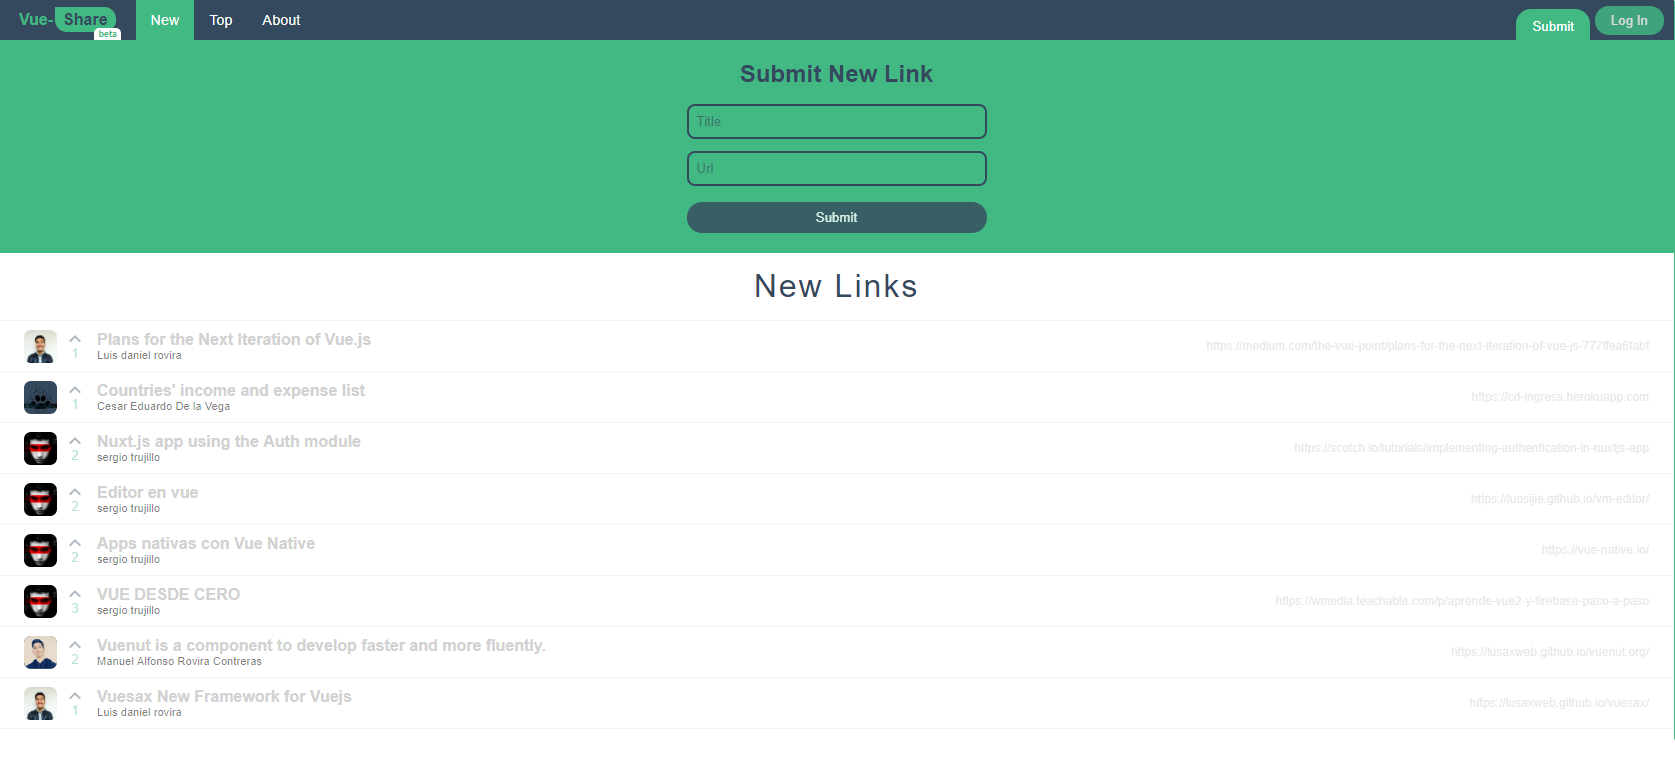 Vue- Share beta New Top About Submit Log In
Submit New Link
Title
Url
Submit
New Links
Plans for the Next Iteration of Vue.js
1 Luis daniel rovira https://medium.com/the-vue-point/plans-for-the-next-iteration-of-vue-js-777ffea6fabf
Countries' income and expense list
1 Cesar Eduardo De la Vega https://cd-ingress.herokuapp.com
Nuxt.js app using the Auth module
2 sergio trujillo https://scotch.io/tutorials/implementing-authentication-in-nuxtjs-app
Editor en vue
2 sergio trujillo https://luosijie.github.io/vm-editor/
Apps nativas con Vue Native
2 sergio trujillo https://vue-native.io/
VUE DESDE CERO
3 sergio trujillo https://wmedia.teachable.com/p/aprende-vue2-y-firebase-paso-a-paso
Vuenut is a component to develop faster and more fluently.
2 Manuel Alfonso Rovira Contreras https://lusaxweb.github.io/vuenut.org/
Vuesax New Framework for Vuejs
1 Luis daniel rovira https://lusaxweb.github.io/vuesax/